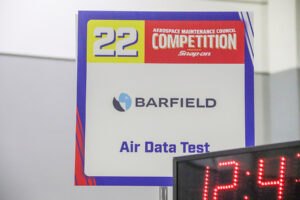 22
AEROSPACE MAINTENANCE COUNCIL
COMPETITION
Snap-on
BARFIELD
Air Data Test
12:4